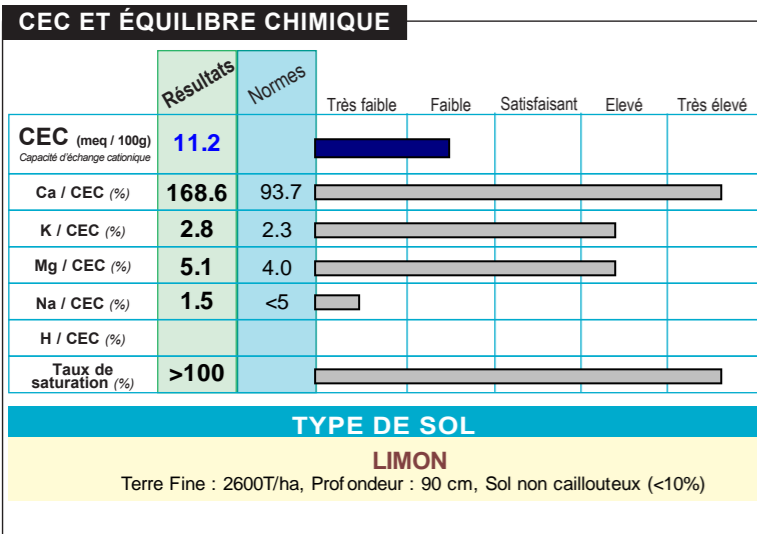 CEC ET ÉQUILIBRE CHIMIQUE
Résultats Normes Très faible Faible Satisfaisant Elevé Très élevé
CEC (meq / 100g) 11.2
Capacité d'échange cationique
Ca / CEC (%) 168.6 93.7
K / CEC (%) 2.8 2.3
Mg / CEC (%) 5.1 4.0
Na / CEC (%) 1.5 <5
H / CEC (%)
Taux de
saturation (%) >100
TYPE DE SOL
LIMON
Terre Fine : 2600T/ha, Profondeur : 90 cm, Sol non caillouteux (<10%)